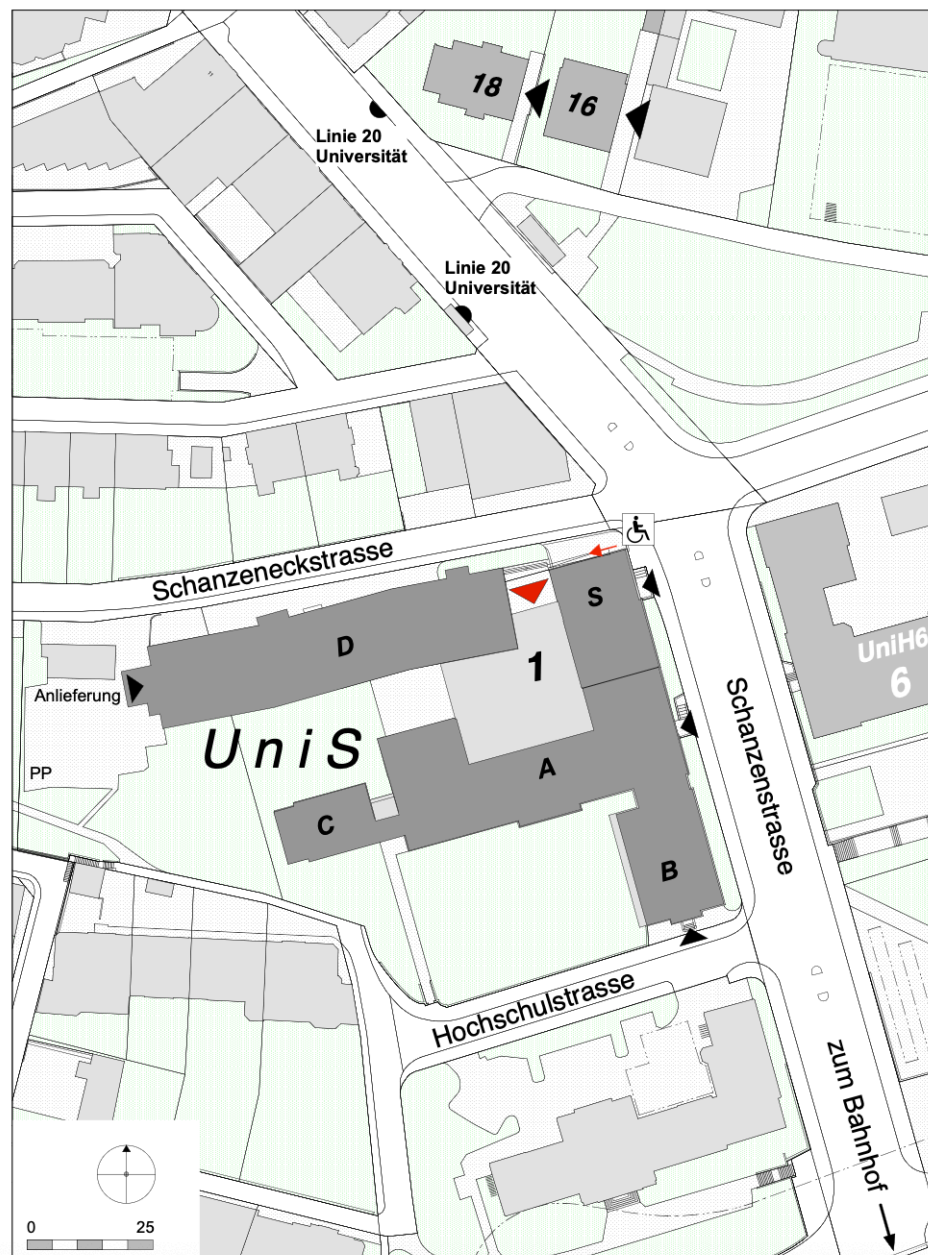 18
16
Linie 20
Universität
Linie 20
Universität
Schanzeneckstrasse
S
D
1
UniH6
6
Anlieferung
UniS
Schanzenstrasse
PP
A
C
B
Hochschulstrasse
zum Bahnhof
0 25